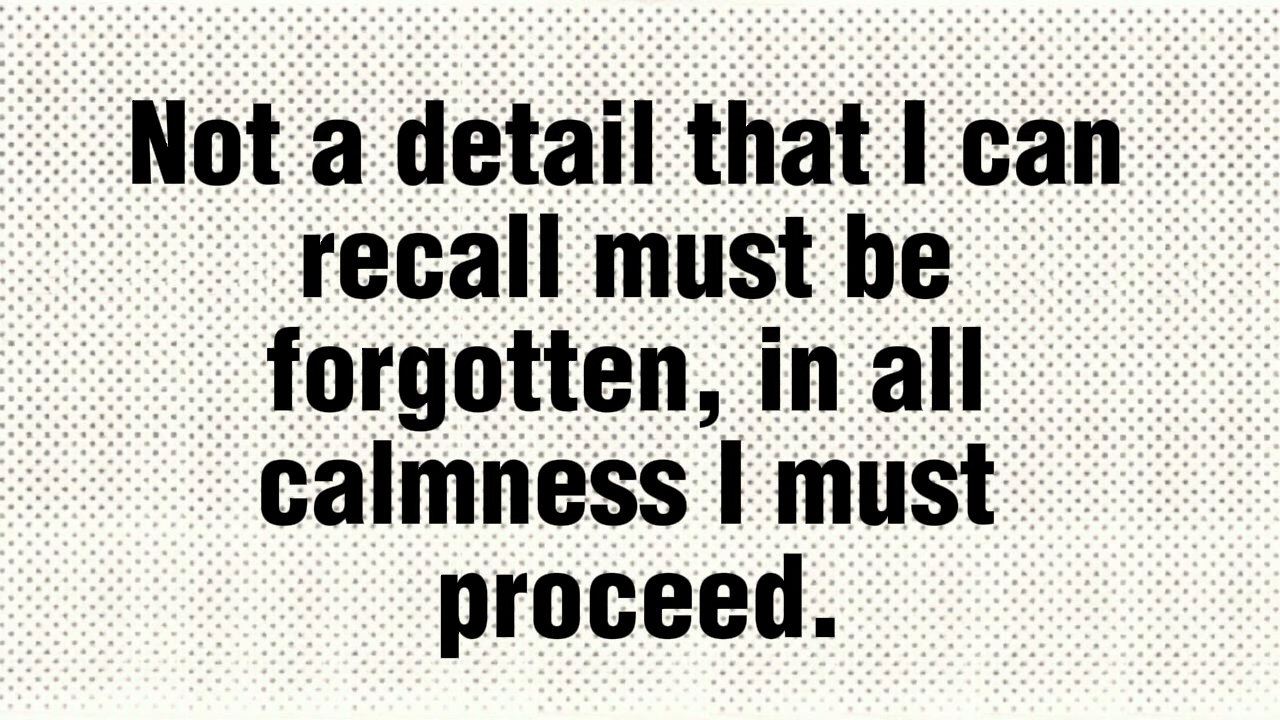 Not a detail that I can
recall must be
forgotten, in all
calmness I must
proceed.